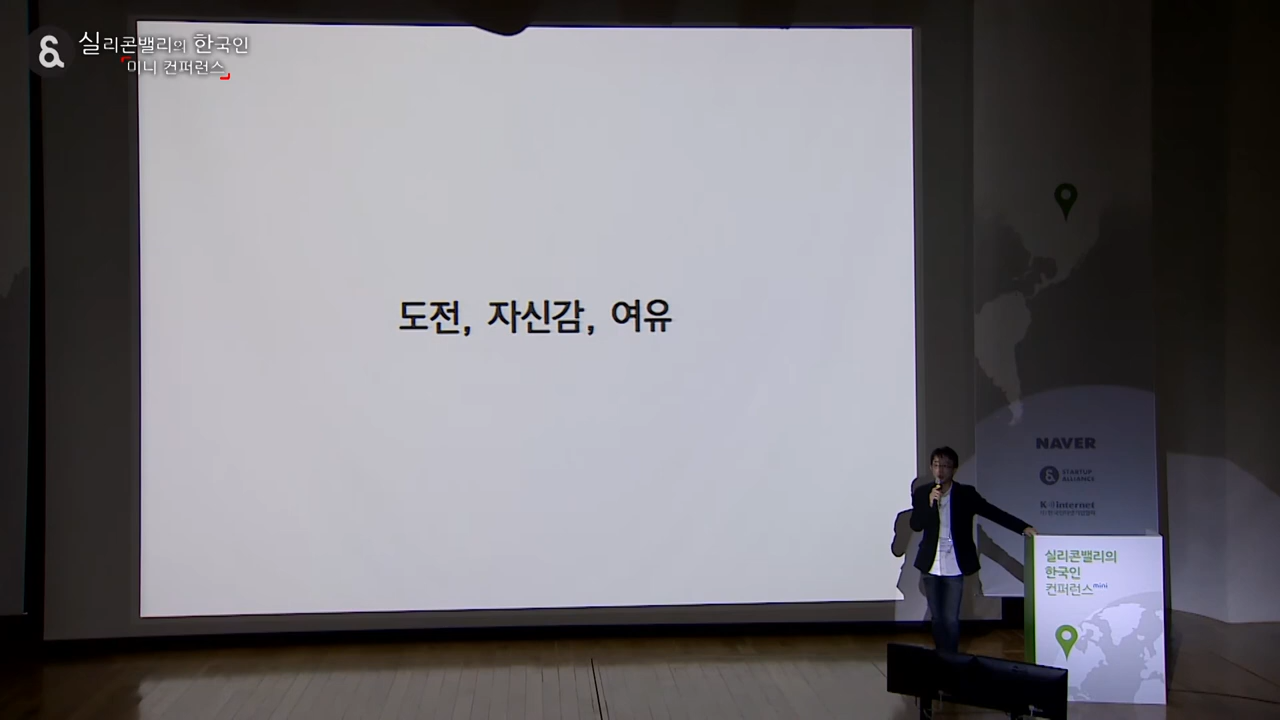 실리콘밸리의 한국인
미니 컨퍼런스
도전, 자신감, 여유
NAVER
STARTUP
ALLIANCE
K internet
실리콘밸리의
한국인
컨퍼런스 mini